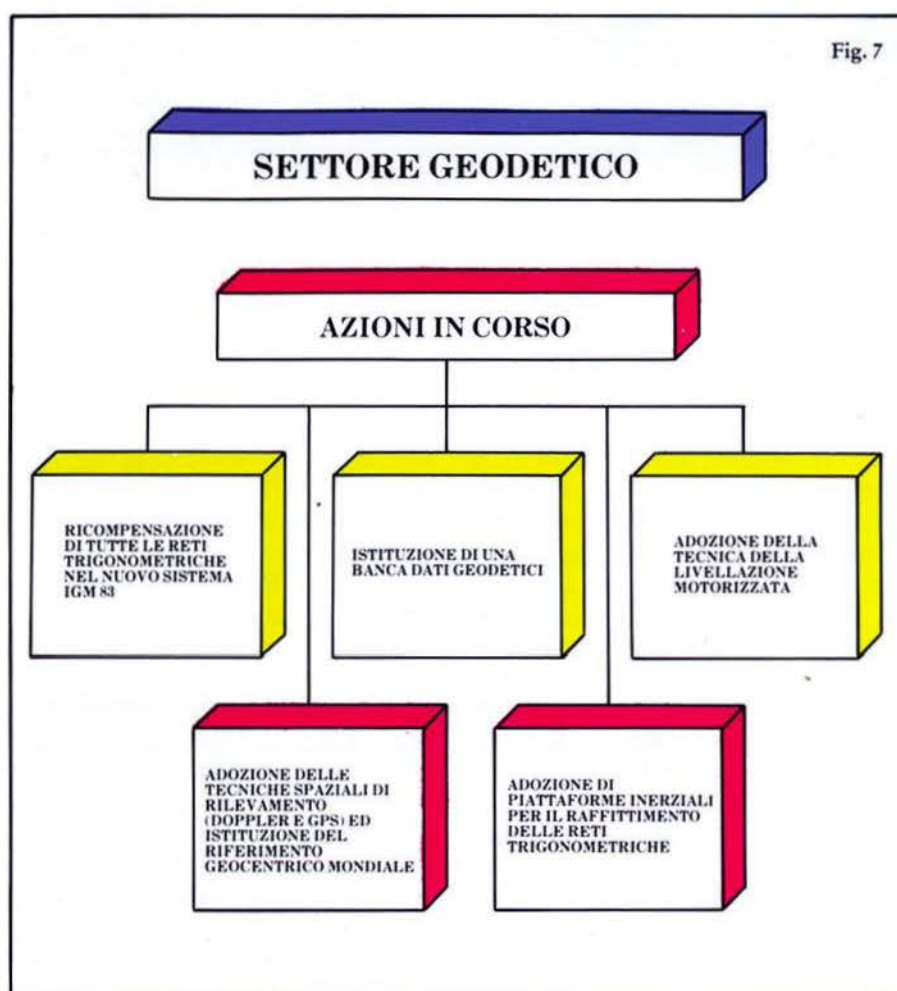 Fig. 7
SETTORE GEODETICO
AZIONI IN CORSO
RICOMPENSAZIONE
DI TUTTE LE RETI
TRIGONOMETRICHE
NEL NUOVO SISTEMA
IGM 83
ISTITUZIONE DI UNA
BANCA DATI GEODETICI
ADOZIONE DELLA
TECNICA DELLA
LIVELLAZIONE
MOTORIZZATA
ADOZIONE DELLE
TECNICHE SPAZIALI DI
RILEVAMENTO
(DOPPLER E GPS) ED
ISTITUZIONE DEL
RIFERIMENTO
GEOCENTRICO MONDIALE
ADOZIONE DI
PIATTAFORME INERZIALI
PER IL RAFFITTIMENTO
DELLE RETI
TRIGONOMETRICHE